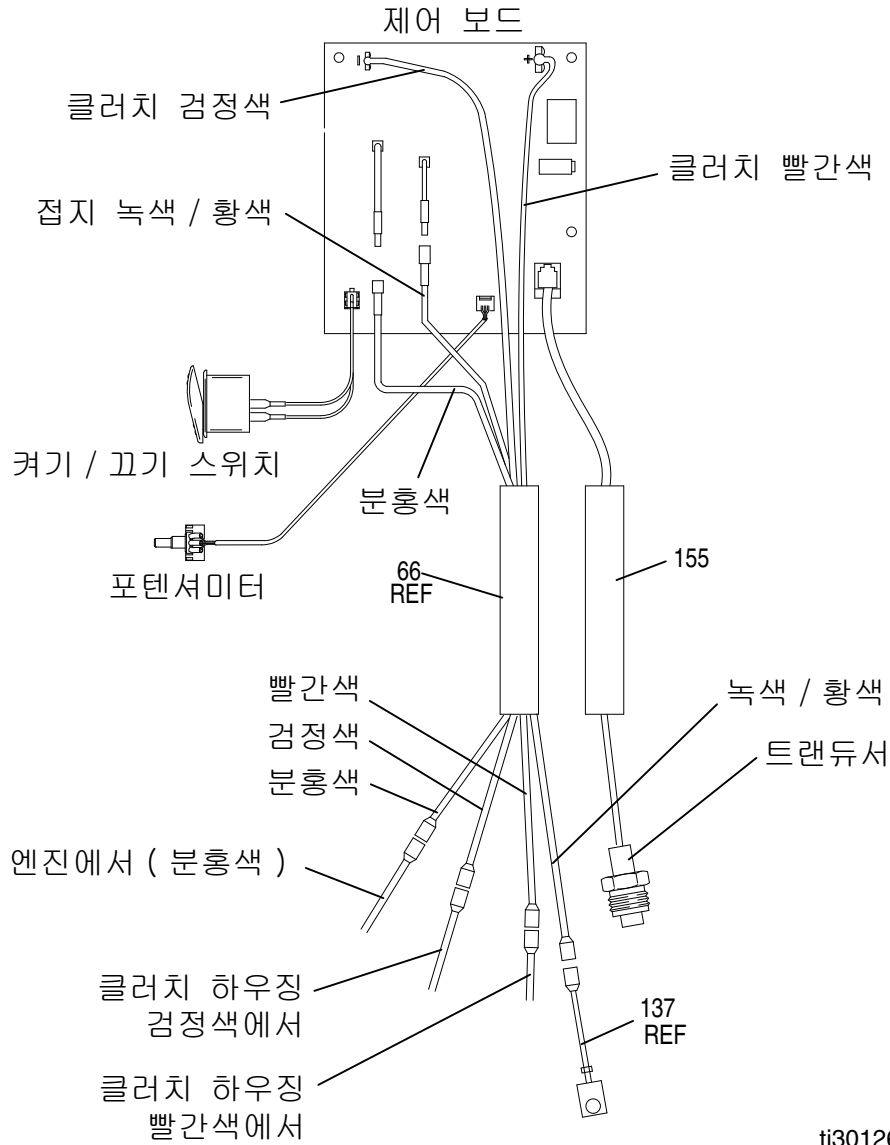 제어 보드
클러치 검정색
클러치 빨간색
접지 녹색 / 황색
켜기 / 끄기 스위치
분홍색
포텐셔미터
66
REF
155
빨간색
검정색
분홍색
녹색 / 황색
트랜듀서
엔진에서 ( 분홍색 )
클러치 하우징
검정색에서
137
REF
클러치 하우징
빨간색에서